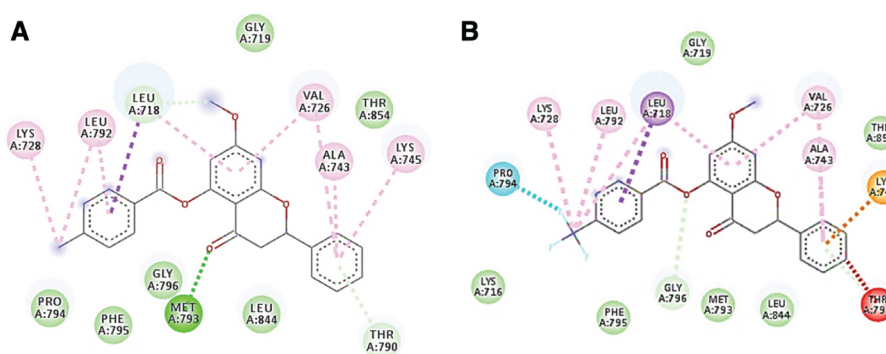 A
GLY
A:719
LEU
A:718
VAL
A:726
THR
A:854
LEU
A:792
LYS
A:728
ALA
A:743
LYS
A:745
O
O
O
O
O
GLY
A:796
PRO
A:794
PHE
A:795
MET
A:793
LEU
A:844
THR
A:790
B
GLY
A:719
LYS
A:728
LEU
A:792
LEU
A:718
VAL
A:726
ALA
A:743
PRO
A:794
O
O
O
O
O
F
F
F
LYS
A:716
PHE
A:795
GLY
A:796
MET
A:793
LEU
A:844